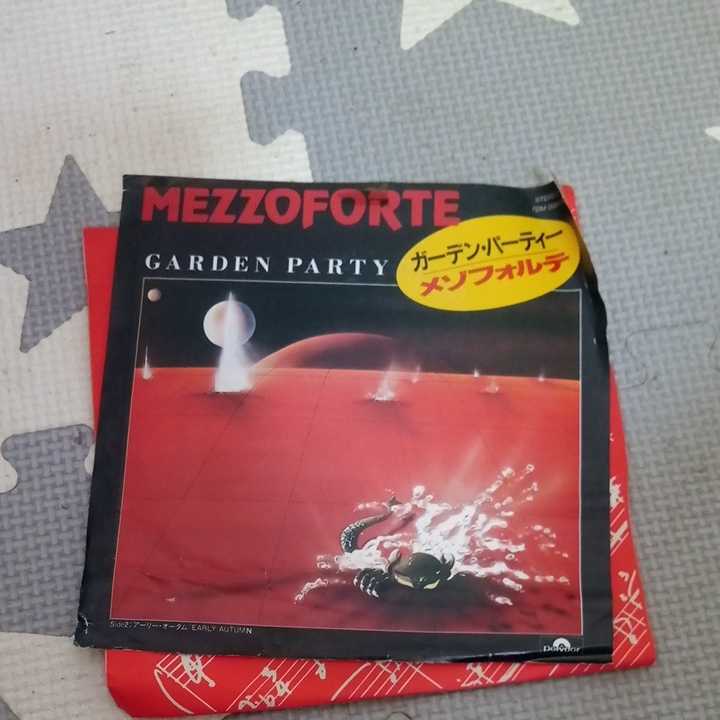 MEZZOFORTE
GARDEN PARTY
ガーデン・パーティー
メゾフォルテ
Side2:アーリー・オータム EARLY AUTUMN
Polydor